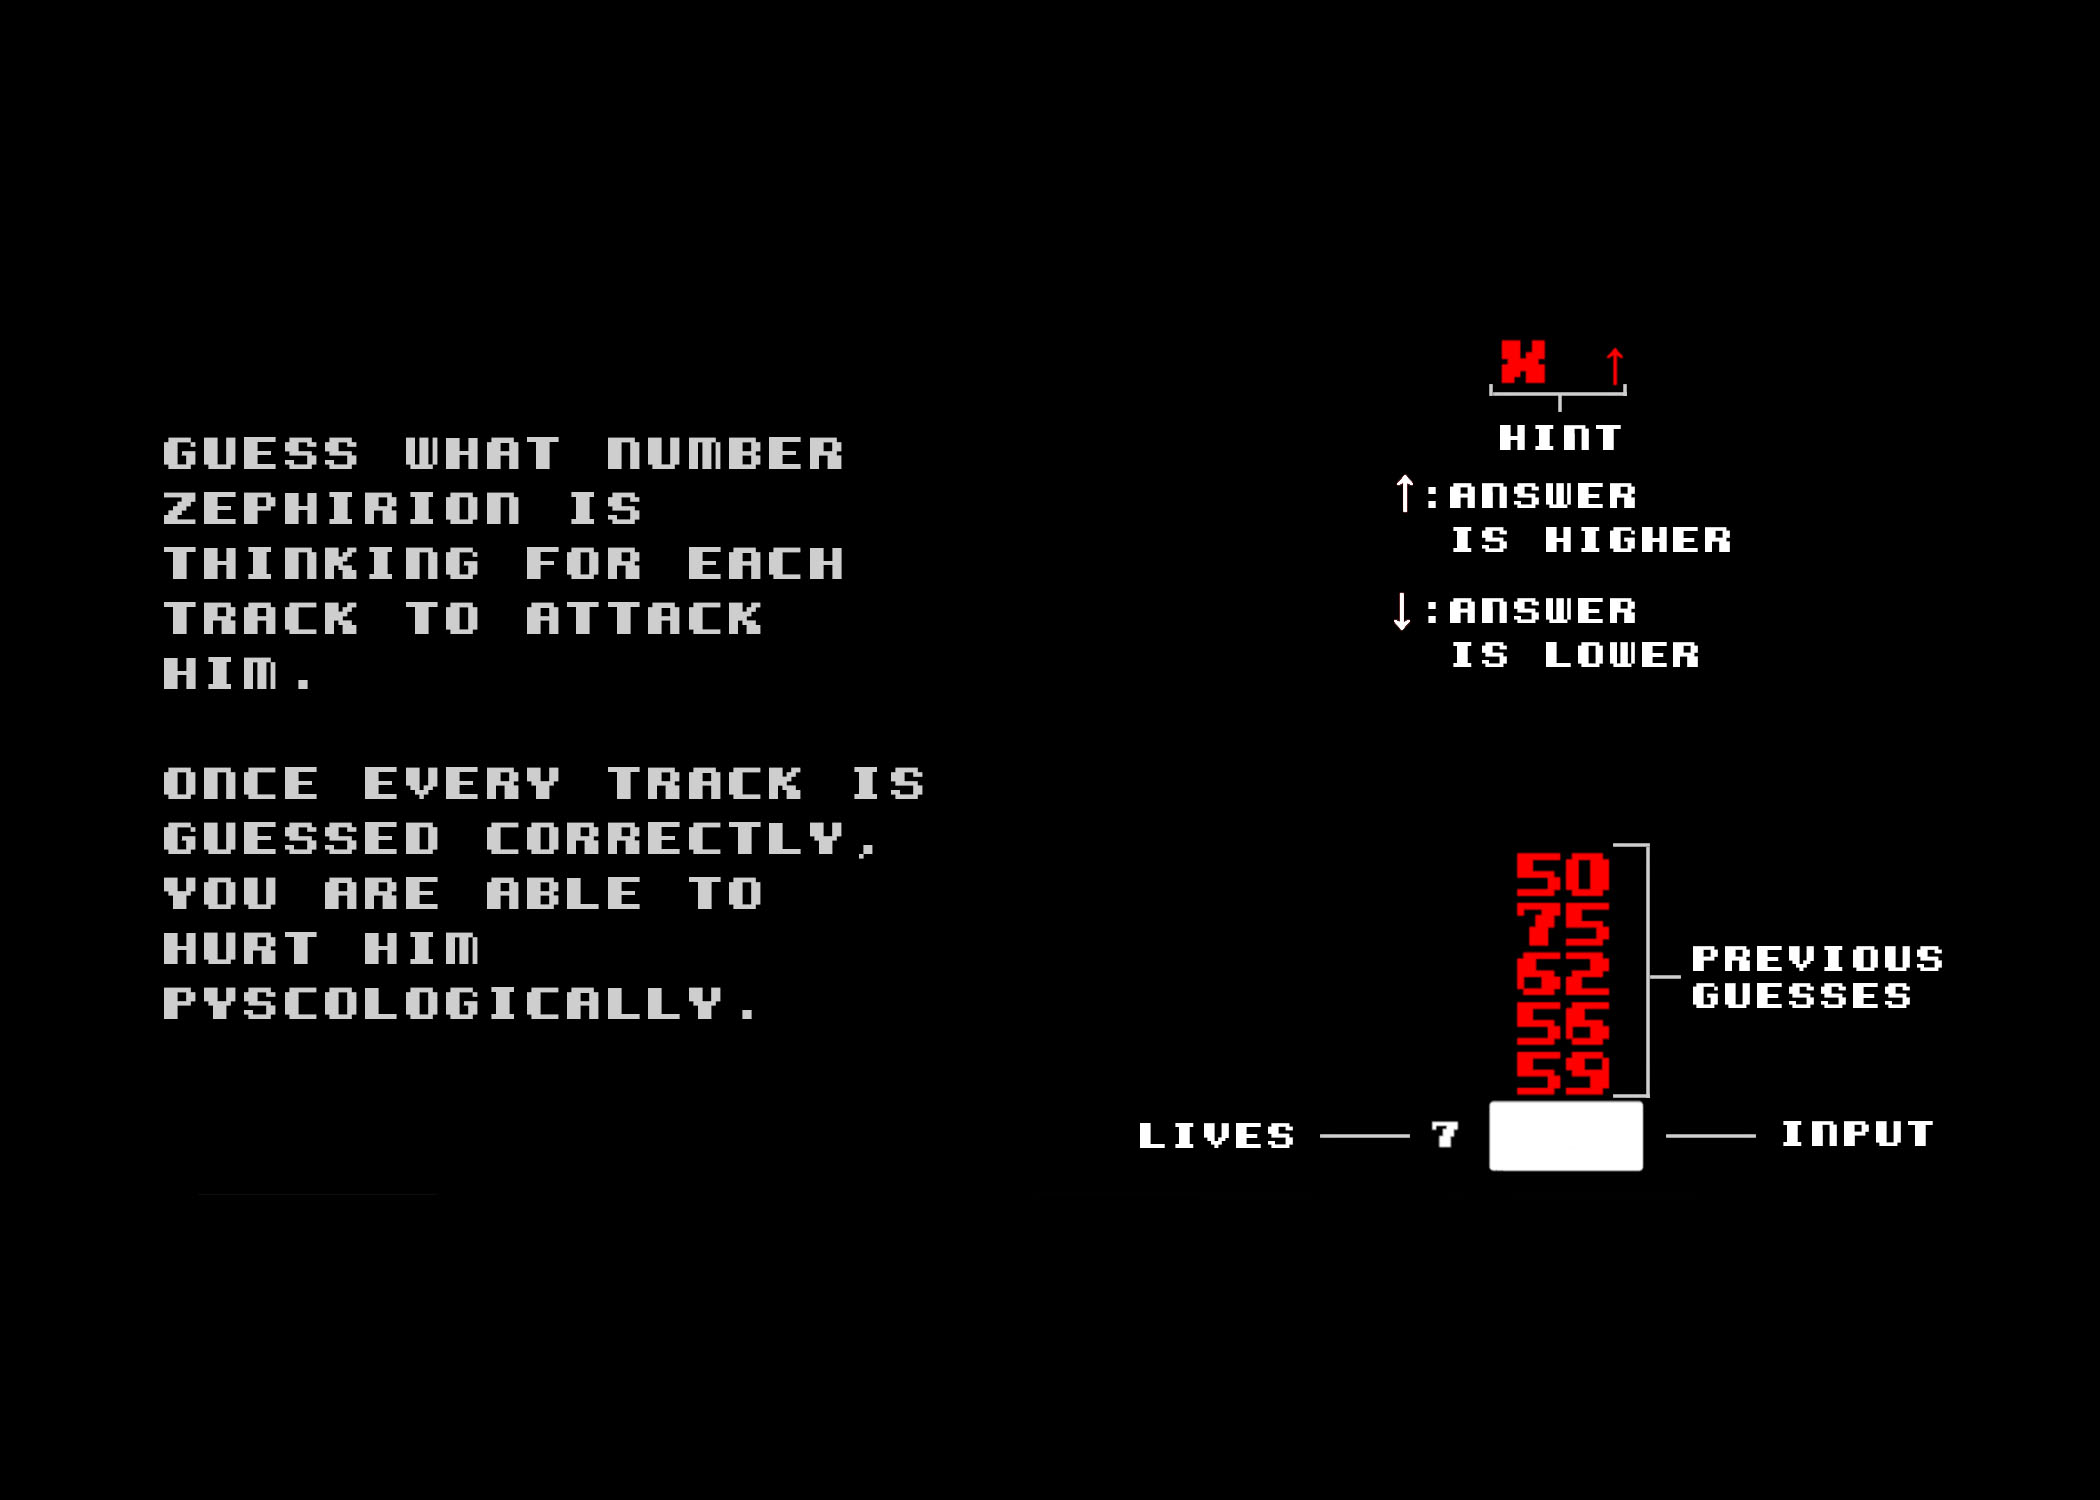 GUESS WHAT NUMBER
ZEPHIRION IS
THINKING FOR EACH
TRACK TO ATTACK
HIM.
ONCE EVERY TRACK IS
GUESSED CORRECTLY,
YOU ARE ABLE TO
HURT HIM
PYSCOLOGICALLY.
X ↑
HINT
↑:ANSWER
IS HIGHER
↓:ANSWER
IS LOWER
50
75
62
56
59
PREVIOUS
GUESSES
LIVES 7 INPUT